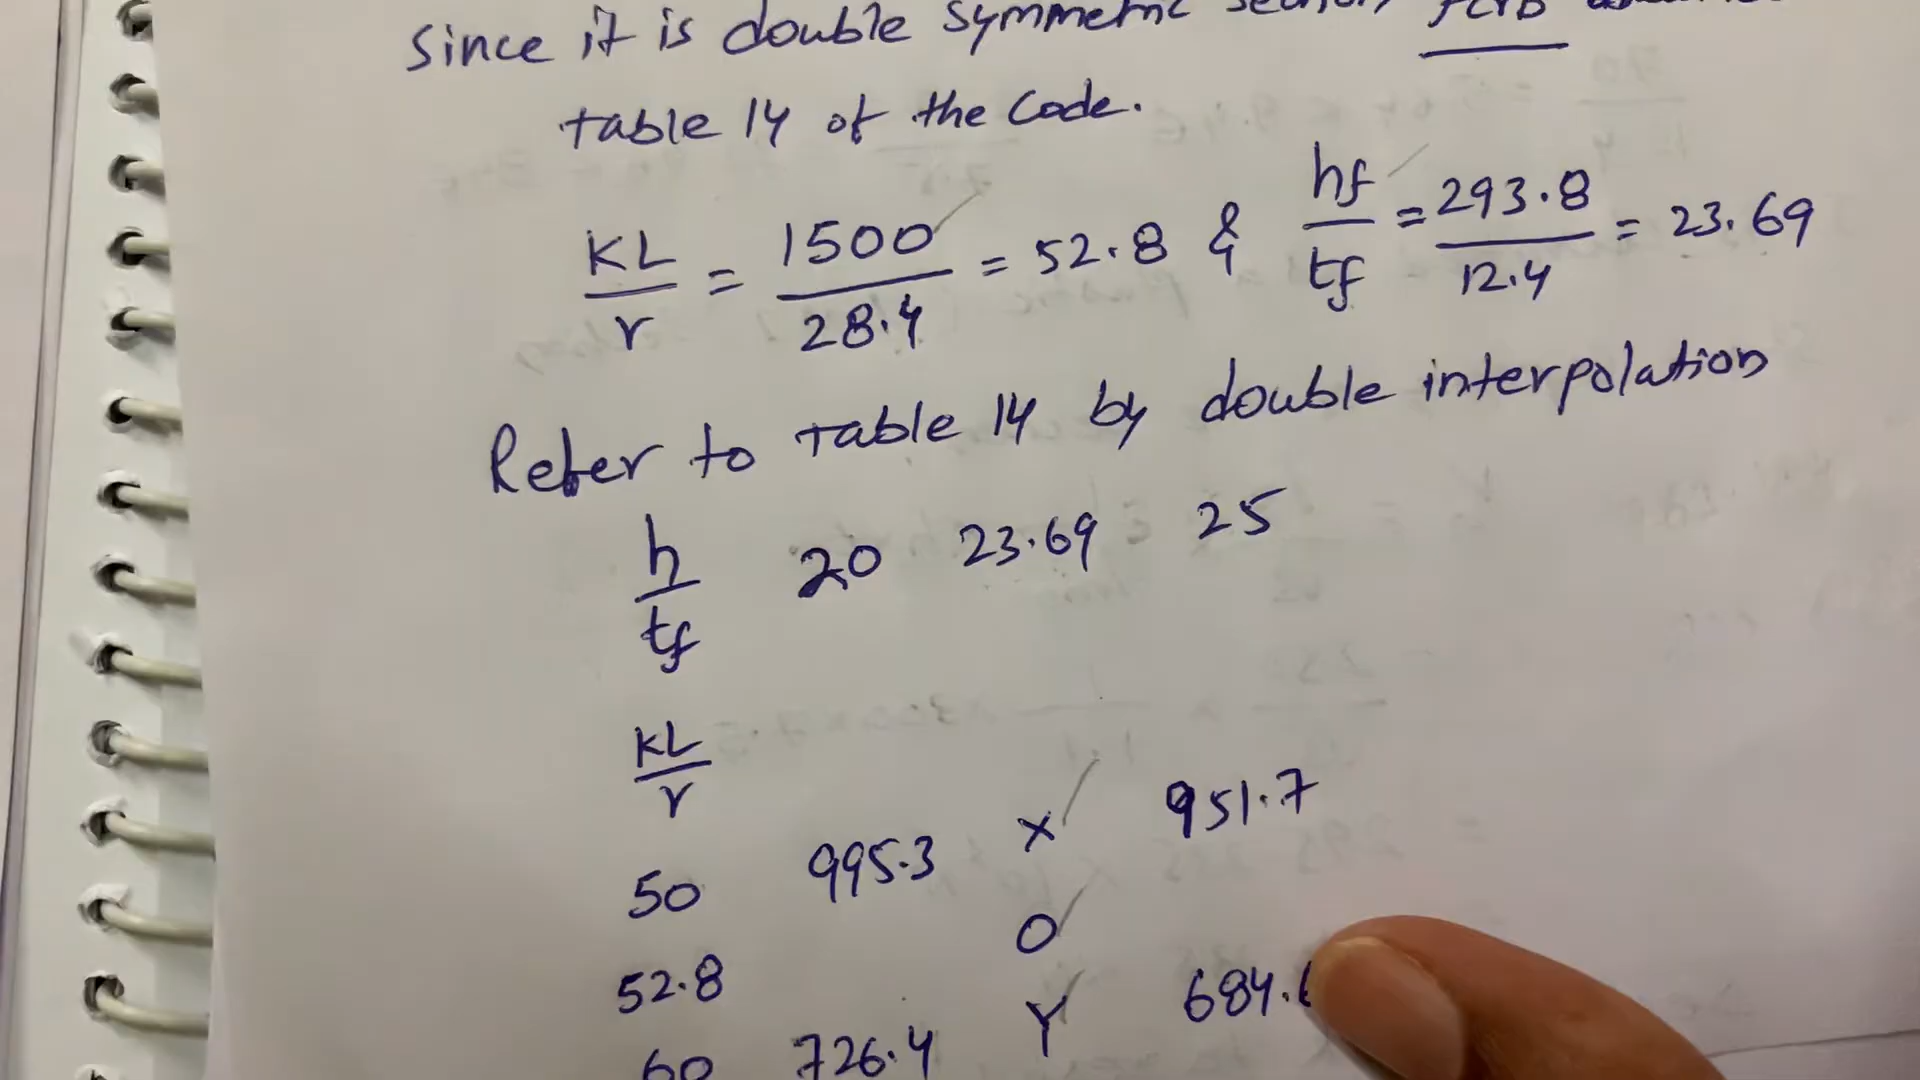 Since it is double symmetric
table 14 of the Code.
KL/r = 1500/28.4 = 52.8 & hf/tf = 293.8/12.4 = 23.69
Refer to table 14 by double interpolation
h/tf 20 23.69 25
KL/r
50 995.3 X 951.7
52.8 O
60 726.4 Y 684.